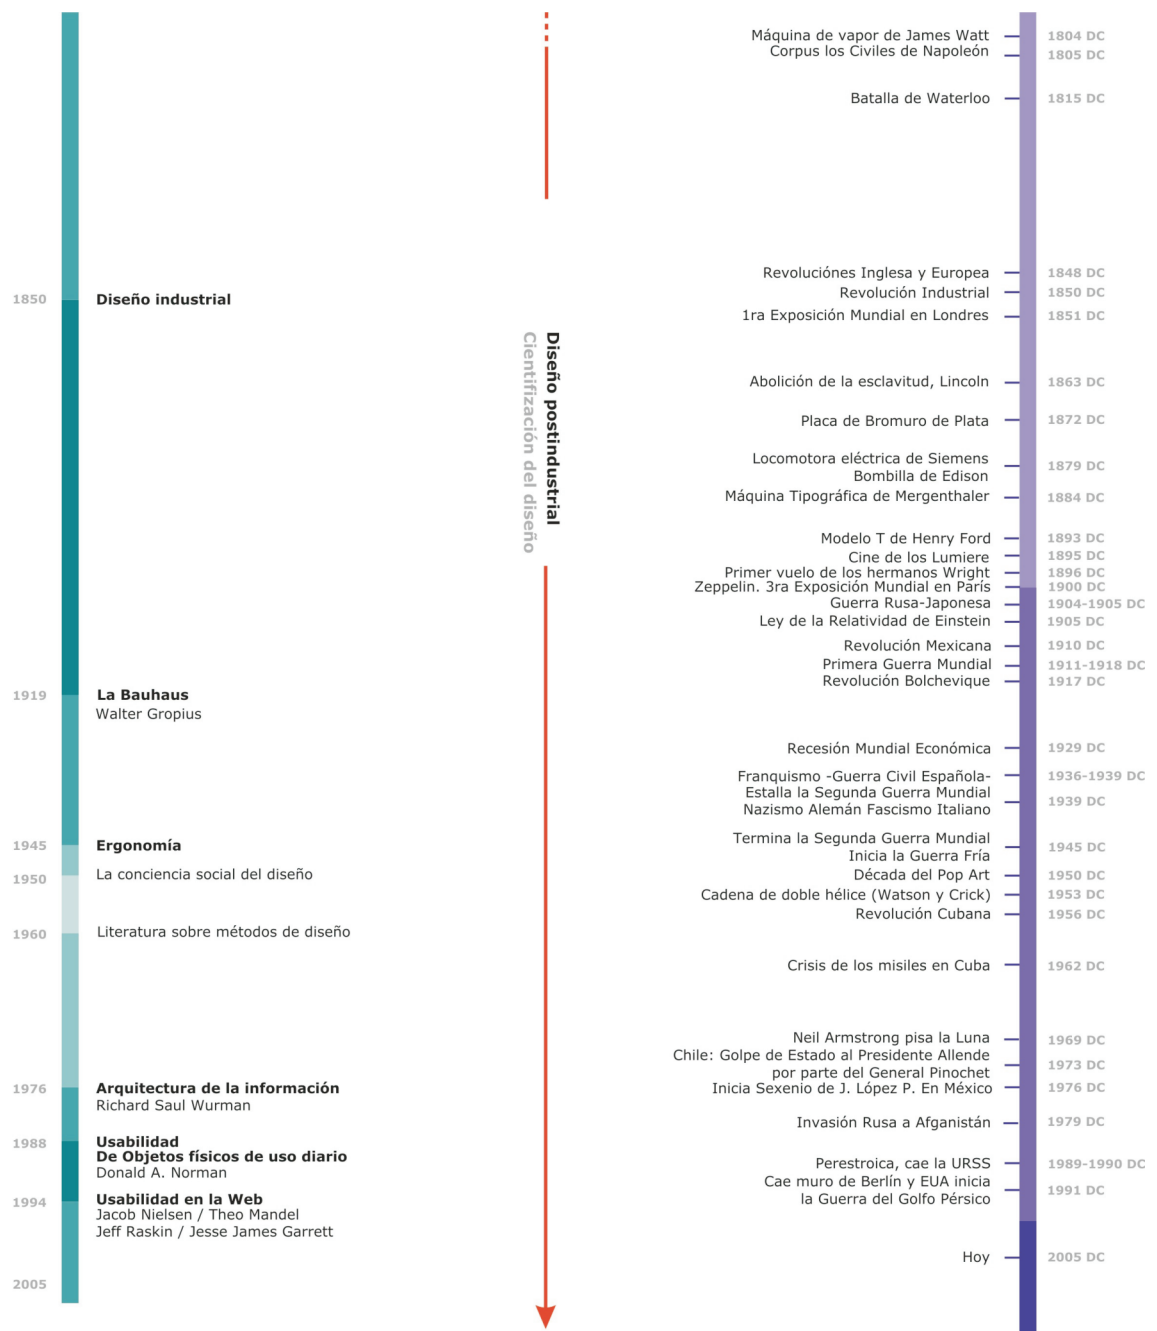 1850
Diseño industrial
1919
La Bauhaus
Walter Gropius
1945
Ergonomía
1950
La conciencia social del diseño
1960
Literatura sobre métodos de diseño
1976
Arquitectura de la información
Richard Saul Wurman
1988
Usabilidad
De Objetos físicos de uso diario
Donald A. Norman
1994
Usabilidad en la Web
Jacob Nielsen / Theo Mandel
Jeff Raskin / Jesse James Garrett
2005
Diseño postindustrial
Cientifización del diseño
Máquina de vapor de James Watt 1804 DC
Corpus los Civiles de Napoleón 1805 DC
Batalla de Waterloo 1815 DC
Revoluciónes Inglesa y Europea 1848 DC
Revolución Industrial 1850 DC
1ra Exposición Mundial en Londres 1851 DC
Abolición de la esclavitud, Lincoln 1863 DC
Placa de Bromuro de Plata 1872 DC
Locomotora eléctrica de Siemens
Bombilla de Edison 1879 DC
Máquina Tipográfica de Mergenthaler 1884 DC
Modelo T de Henry Ford 1893 DC
Cine de los Lumiere 1895 DC
Primer vuelo de los hermanos Wright 1896 DC
Zeppelin. 3ra Exposición Mundial en París 1900 DC
Guerra Rusa-Japonesa 1904-1905 DC
Ley de la Relatividad de Einstein 1905 DC
Revolución Mexicana 1910 DC
Primera Guerra Mundial 1911-1918 DC
Revolución Bolchevique 1917 DC
Recesión Mundial Económica 1929 DC
Franquismo -Guerra Civil Española- 1936-1939 DC
Estalla la Segunda Guerra Mundial
Nazismo Alemán Fascismo Italiano 1939 DC
Termina la Segunda Guerra Mundial
Inicia la Guerra Fría 1945 DC
Década del Pop Art 1950 DC
Cadena de doble hélice (Watson y Crick) 1953 DC
Revolución Cubana 1956 DC
Crisis de los misiles en Cuba 1962 DC
Neil Armstrong pisa la Luna 1969 DC
Chile: Golpe de Estado al Presidente Allende
por parte del General Pinochet 1973 DC
Inicia Sexenio de J. López P. En México 1976 DC
Invasión Rusa a Afganistán 1979 DC
Perestroica, cae la URSS 1989-1990 DC
Cae muro de Berlín y EUA inicia
la Guerra del Golfo Pérsico 1991 DC
Hoy 2005 DC